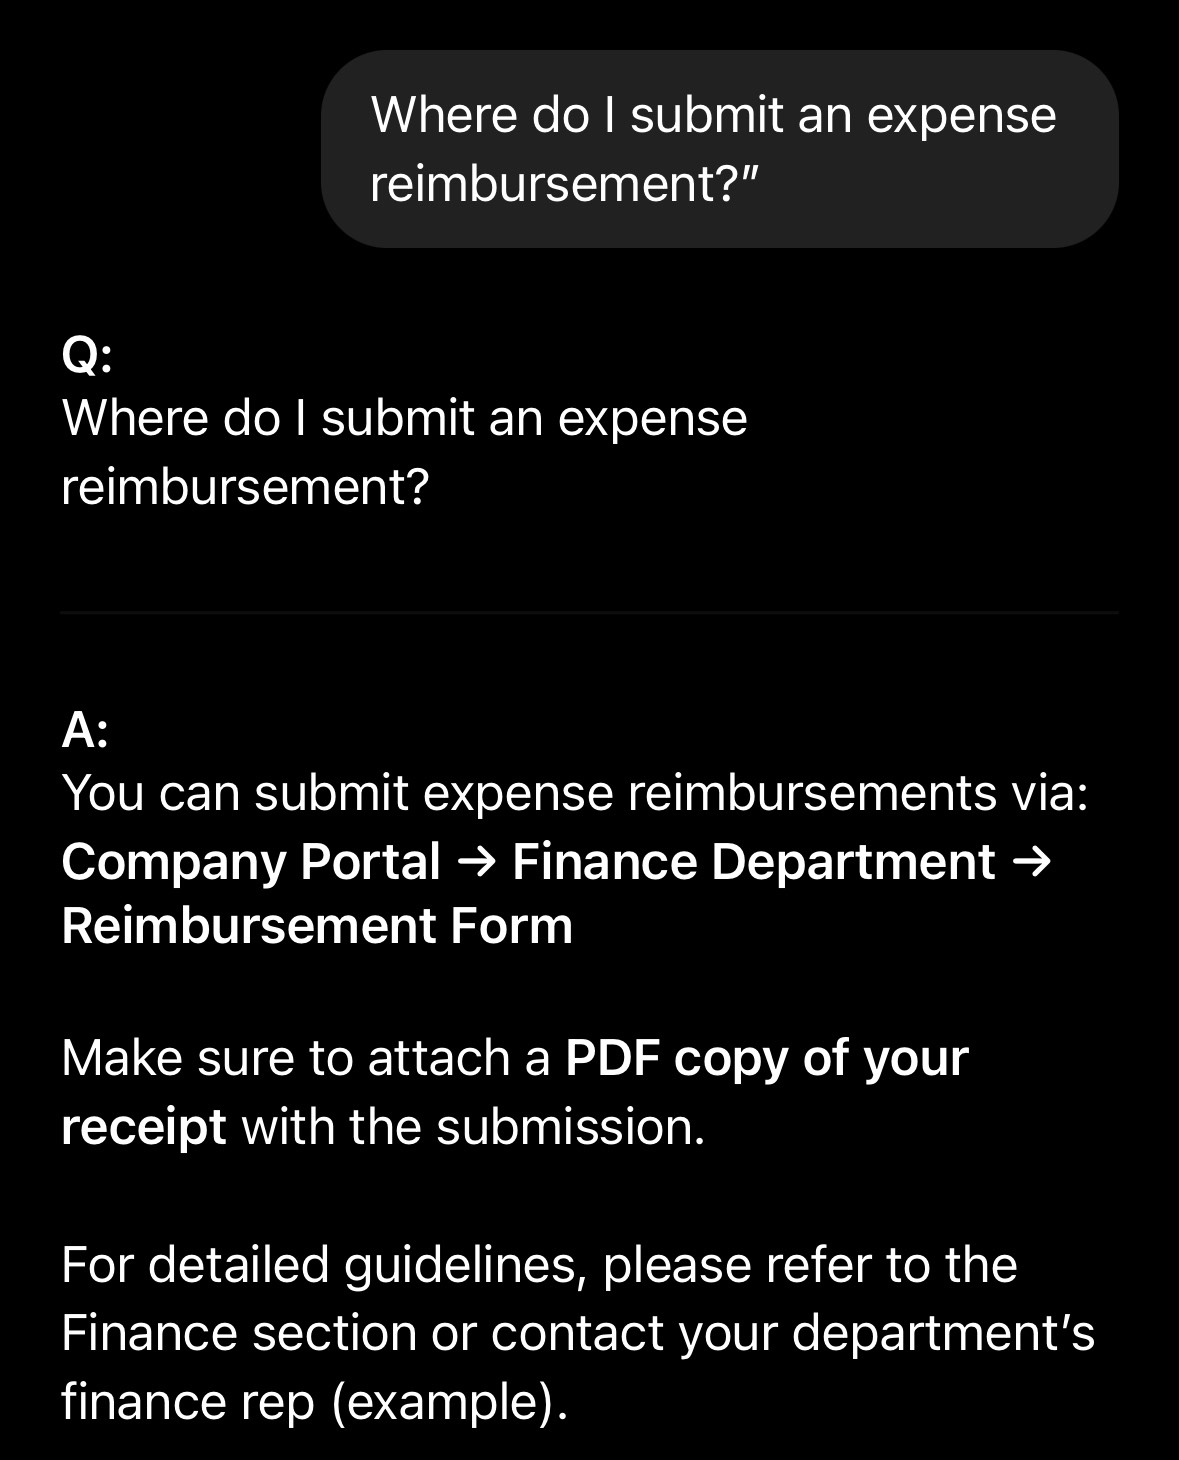 Where do I submit an expense
reimbursement?”
Q:
Where do I submit an expense
reimbursement?
A:
You can submit expense reimbursements via:
Company Portal → Finance Department →
Reimbursement Form
Make sure to attach a PDF copy of your
receipt with the submission.
For detailed guidelines, please refer to the
Finance section or contact your department’s
finance rep (example).